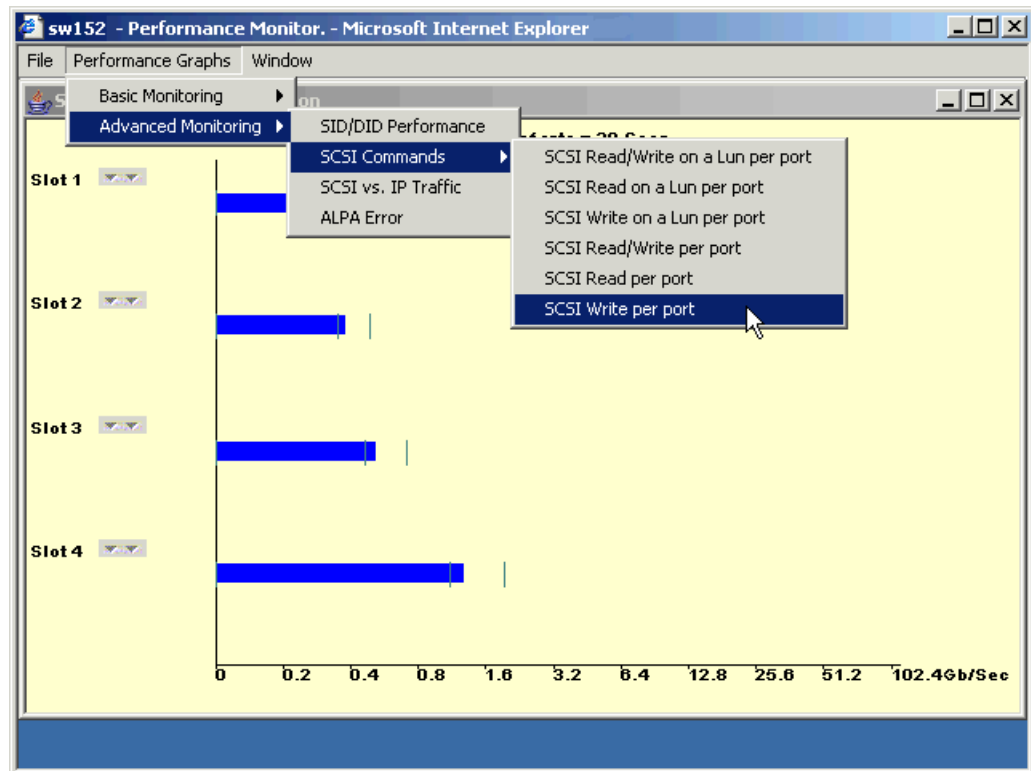 sw152 - Performance Monitor. - Microsoft Internet Explorer
File Performance Graphs Window
Basic Monitoring
Advanced Monitoring
SID/DID Performance
SCSI Commands
SCSI vs. IP Traffic
ALPA Error
SCSI Read/Write on a Lun per port
SCSI Read on a Lun per port
SCSI Write on a Lun per port
SCSI Read/Write per port
SCSI Read per port
SCSI Write per port
Slot 1
Slot 2
Slot 3
Slot 4
0 0.2 0.4 0.8 1.6 3.2 6.4 12.8 25.6 51.2 102.4Gb/Sec